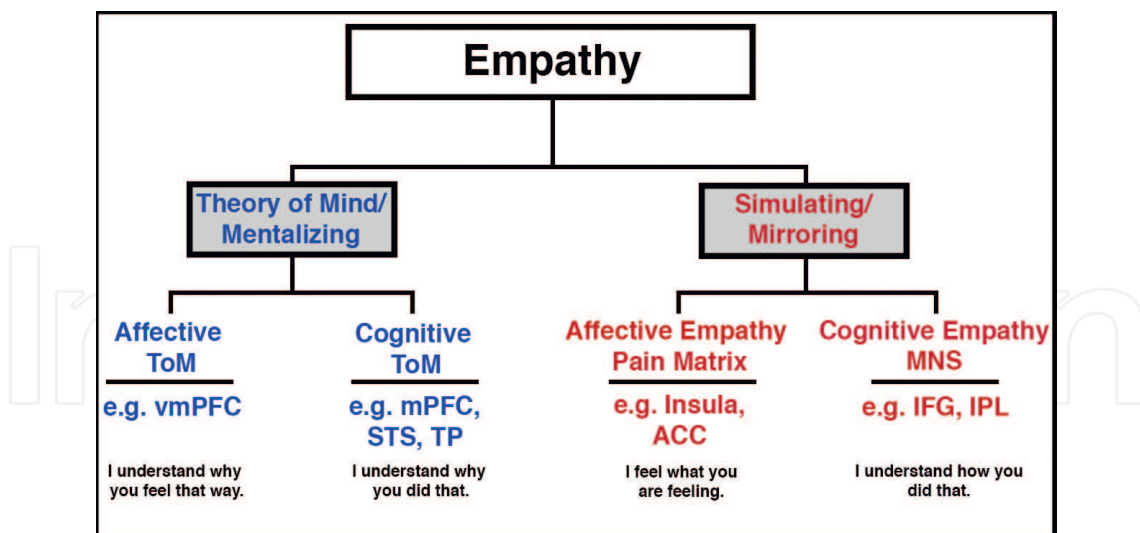 Empathy
Theory of Mind/
Mentalizing
Simulating/
Mirroring
Affective
ToM
e.g. vmPFC
I understand why
you feel that way.
Cognitive
ToM
e.g. mPFC,
STS, TP
I understand why
you did that.
Affective Empathy
Pain Matrix
e.g. Insula,
ACC
I feel what you
are feeling.
Cognitive Empathy
MNS
e.g. IFG, IPL
I understand how you
did that.